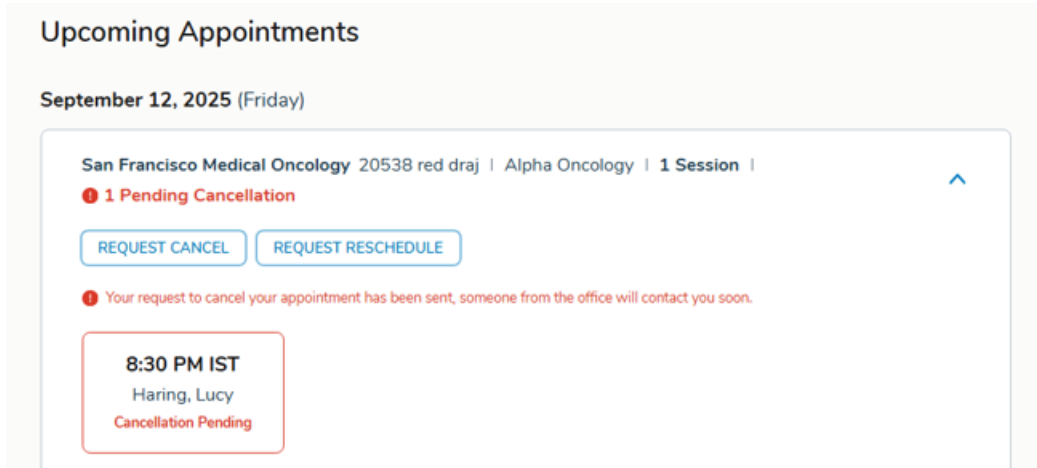 Upcoming Appointments
September 12, 2025 (Friday)
San Francisco Medical Oncology 20538 red draj | Alpha Oncology | 1 Session |
1 Pending Cancellation
REQUEST CANCEL REQUEST RESCHEDULE
Your request to cancel your appointment has been sent, someone from the office will contact you soon.
8:30 PM IST
Haring, Lucy
Cancellation Pending